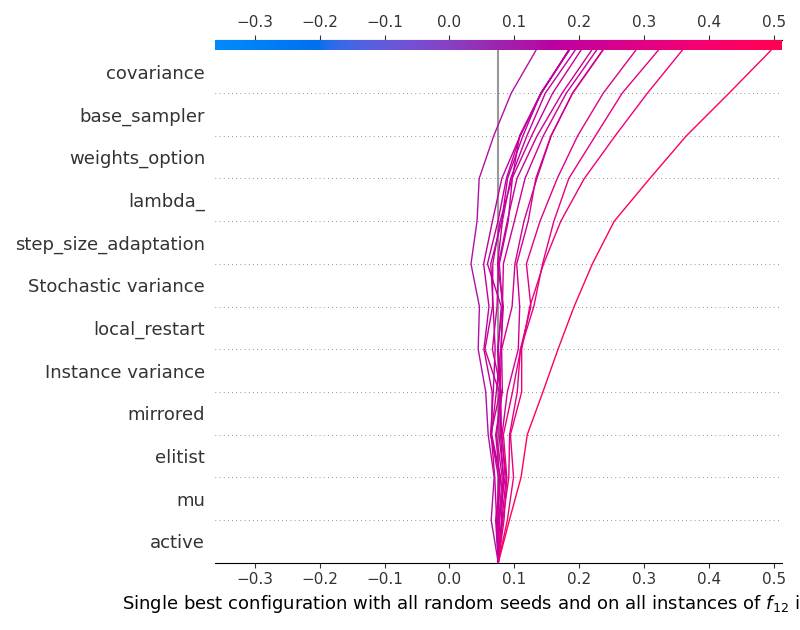 −0.3 −0.2 −0.1 0.0 0.1 0.2 0.3 0.4 0.5
covariance
base_sampler
weights_option
lambda_
step_size_adaptation
Stochastic variance
local_restart
Instance variance
mirrored
elitist
mu
active
−0.3 −0.2 −0.1 0.0 0.1 0.2 0.3 0.4 0.5
Single best configuration with all random seeds and on all instances of f₁₂ i